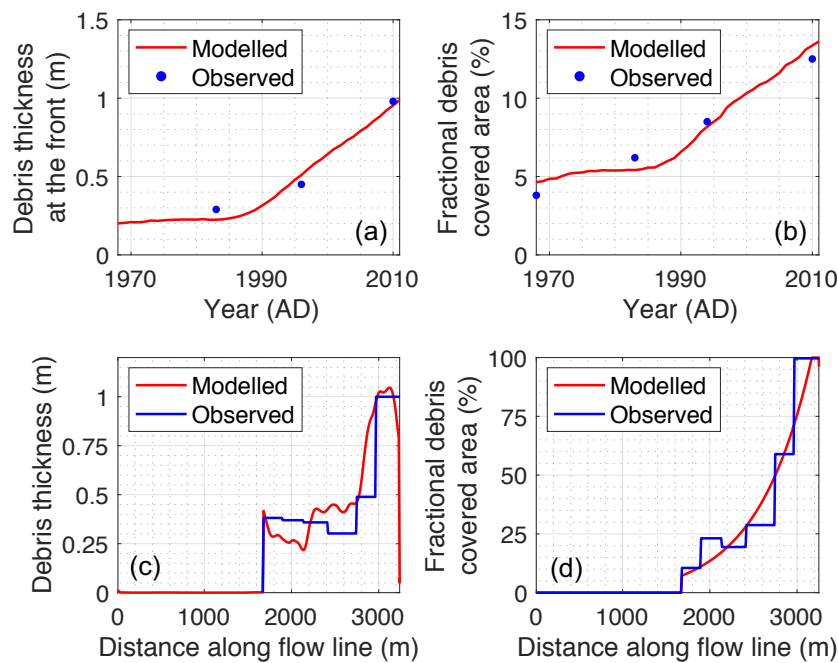 Debris thickness
at the front (m)
1.5
1
0.5
0
Modelled
Observed
(a)
1970
1990
2010
Year (AD)
Fractional debris
covered area (%)
15
10
5
0
Modelled
Observed
(b)
1970
1990
2010
Year (AD)
Debris thickness (m)
1
0.75
0.5
0.25
0
Modelled
Observed
(c)
0
1000
2000
3000
Distance along flow line (m)
Fractional debris
covered area (%)
100
75
50
25
0
Modelled
Observed
(d)
0
1000
2000
3000
Distance along flow line (m)